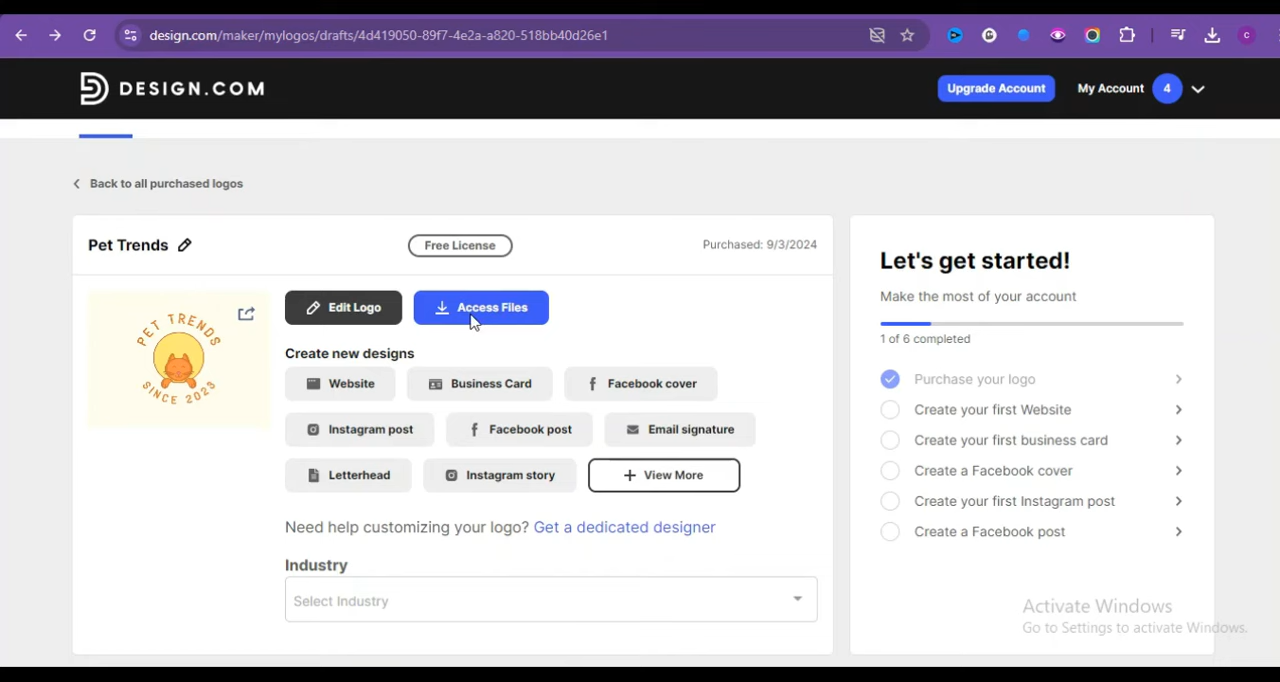 design.com/maker/mylogos/drafts/4d419050-89f7-4e2a-a820-518bb40d26e1
DESIGN.COM
Upgrade Account
My Account 4
Back to all purchased logos
Pet Trends
Free License
Purchased: 9/3/2024
PET TRENDS
SINCE 2023
Edit Logo
Access Files
Create new designs
Website
Business Card
Facebook cover
Instagram post
Facebook post
Email signature
Letterhead
Instagram story
View More
Need help customizing your logo? Get a dedicated designer
Industry
Select Industry
Let's get started!
Make the most of your account
1 of 6 completed
Purchase your logo
Create your first Website
Create your first business card
Create a Facebook cover
Create your first Instagram post
Create a Facebook post
Activate Windows
Go to Settings to activate Windows.